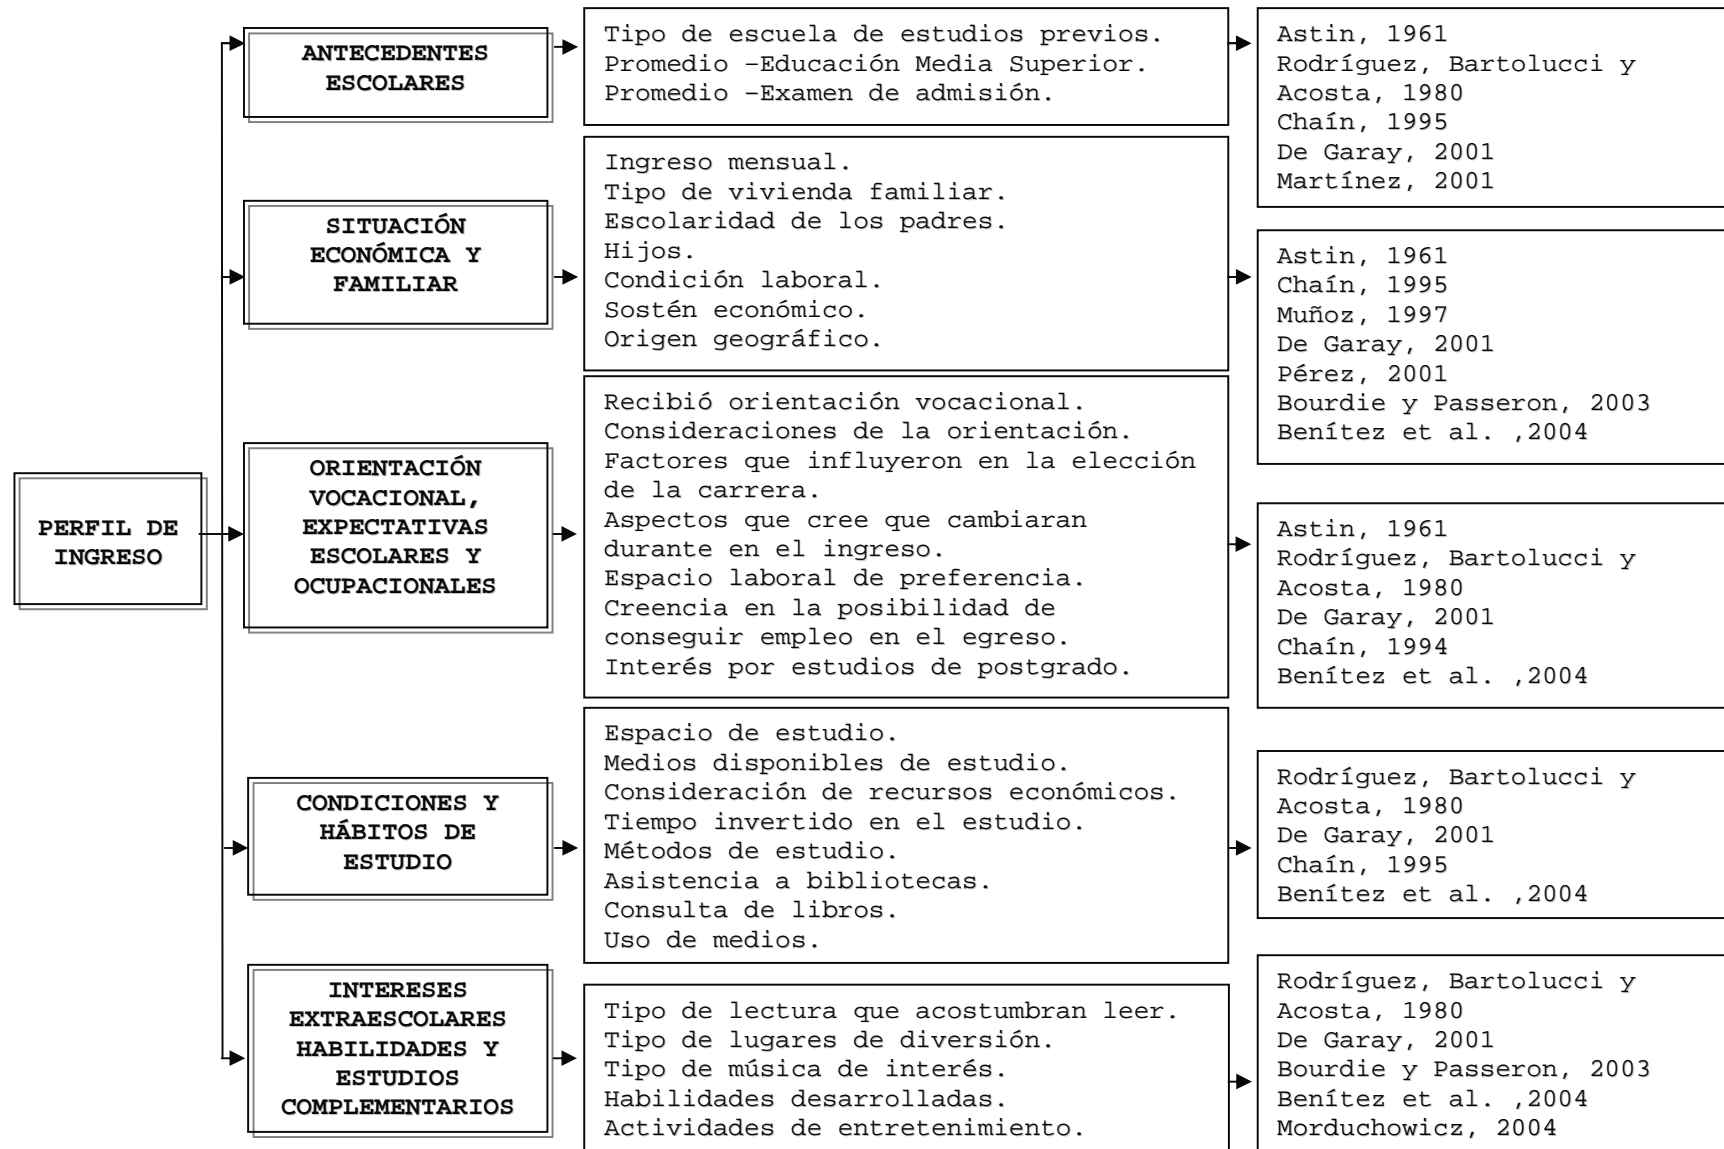 PERFIL DE
INGRESO
ANTECEDENTES
ESCOLARES
Tipo de escuela de estudios previos.
Promedio –Educación Media Superior.
Promedio –Examen de admisión.
Astin, 1961
Rodríguez, Bartolucci y
Acosta, 1980
Chaín, 1995
De Garay, 2001
Martínez, 2001
SITUACIÓN
ECONÓMICA Y
FAMILIAR
Ingreso mensual.
Tipo de vivienda familiar.
Escolaridad de los padres.
Hijos.
Condición laboral.
Sostén económico.
Origen geográfico.
Astin, 1961
Chaín, 1995
Muñoz, 1997
De Garay, 2001
Pérez, 2001
Bourdie y Passeron, 2003
Benítez et al. ,2004
ORIENTACIÓN
VOCACIONAL,
EXPECTATIVAS
ESCOLARES Y
OCUPACIONALES
Recibió orientación vocacional.
Consideraciones de la orientación.
Factores que influyeron en la elección
de la carrera.
Aspectos que cree que cambiaran
durante en el ingreso.
Espacio laboral de preferencia.
Creencia en la posibilidad de
conseguir empleo en el egreso.
Interés por estudios de postgrado.
Astin, 1961
Rodríguez, Bartolucci y
Acosta, 1980
De Garay, 2001
Chaín, 1994
Benítez et al. ,2004
CONDICIONES Y
HÁBITOS DE
ESTUDIO
Espacio de estudio.
Medios disponibles de estudio.
Consideración de recursos económicos.
Tiempo invertido en el estudio.
Métodos de estudio.
Asistencia a bibliotecas.
Consulta de libros.
Uso de medios.
Rodríguez, Bartolucci y
Acosta, 1980
De Garay, 2001
Chaín, 1995
Benítez et al. ,2004
INTERESES
EXTRAESCOLARES
HABILIDADES Y
ESTUDIOS
COMPLEMENTARIOS
Tipo de lectura que acostumbran leer.
Tipo de lugares de diversión.
Tipo de música de interés.
Habilidades desarrolladas.
Actividades de entretenimiento.
Rodríguez, Bartolucci y
Acosta, 1980
De Garay, 2001
Bourdie y Passeron, 2003
Benítez et al. ,2004
Morduchowicz, 2004